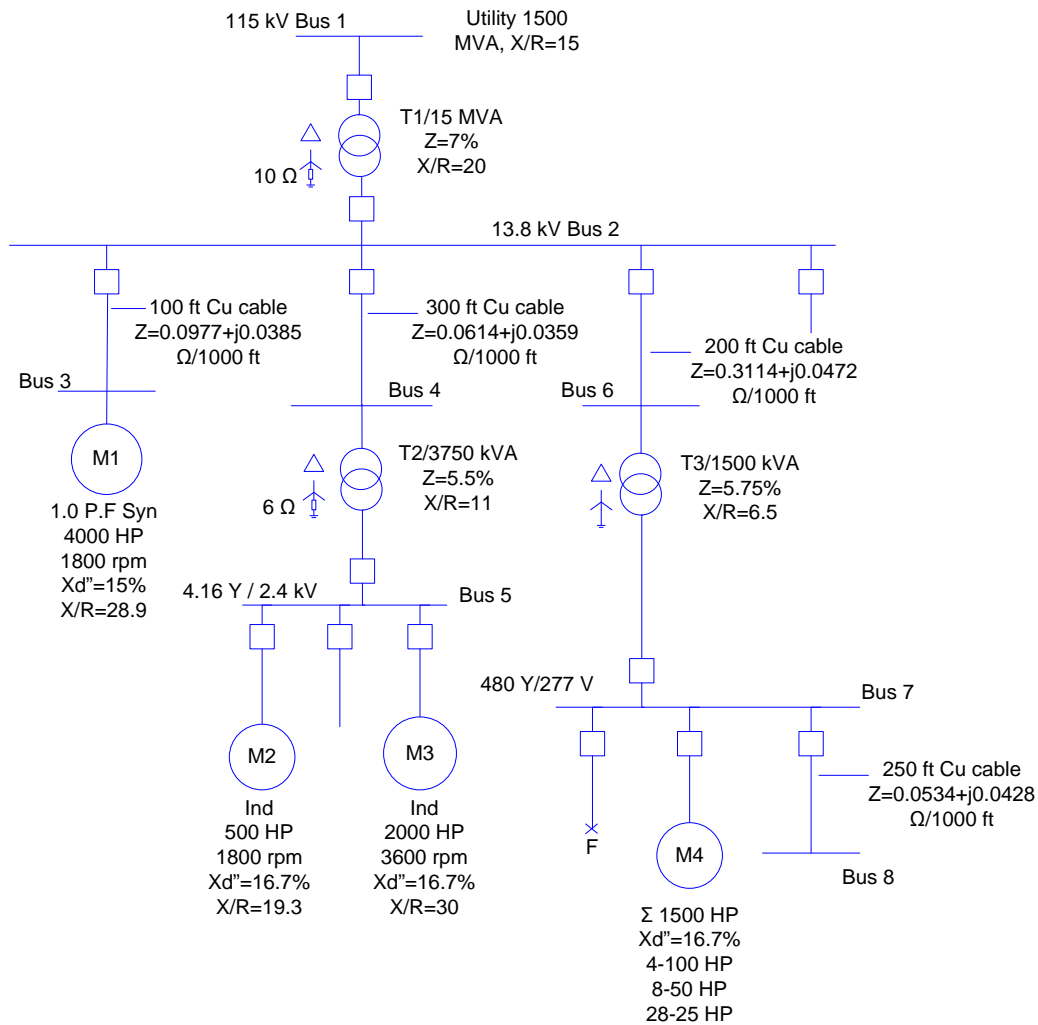 115 kV Bus 1
Utility 1500
MVA, X/R=15
T1/15 MVA
Z=7%
X/R=20
10 Ω
13.8 kV Bus 2
100 ft Cu cable
Z=0.0977+j0.0385
Ω/1000 ft
300 ft Cu cable
Z=0.0614+j0.0359
Ω/1000 ft
200 ft Cu cable
Z=0.3114+j0.0472
Ω/1000 ft
Bus 3
Bus 4
Bus 6
M1
1.0 P.F Syn
4000 HP
1800 rpm
Xd”=15%
X/R=28.9
T2/3750 kVA
Z=5.5%
X/R=11
6 Ω
T3/1500 kVA
Z=5.75%
X/R=6.5
4.16 Y / 2.4 kV
Bus 5
480 Y/277 V
Bus 7
M2
Ind
500 HP
1800 rpm
Xd”=16.7%
X/R=19.3
M3
Ind
2000 HP
3600 rpm
Xd”=16.7%
X/R=30
F
M4
Σ 1500 HP
Xd”=16.7%
4-100 HP
8-50 HP
28-25 HP
250 ft Cu cable
Z=0.0534+j0.0428
Ω/1000 ft
Bus 8